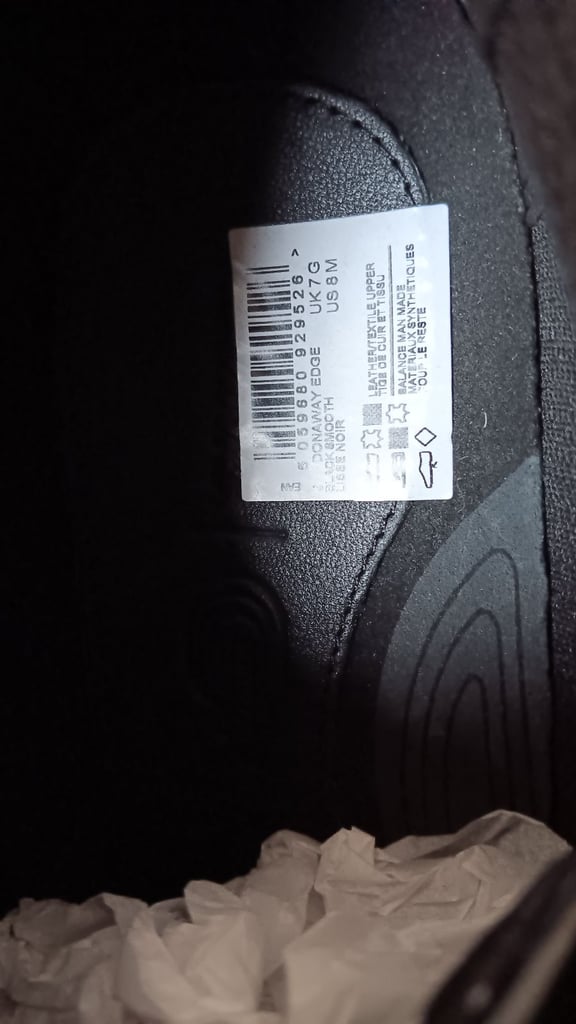 EAN
5 059680 929526 >
DONAWAY EDGE UK 7 G
BLACK SMOOTH US 8 M
LISSE NOIR
LEATHER/TEXTILE UPPER
TIGE DE CUIR ET TISSU
BALANCE MAN MADE
MATERIAUX SYNTHETIQUES
POUR LE RESTE